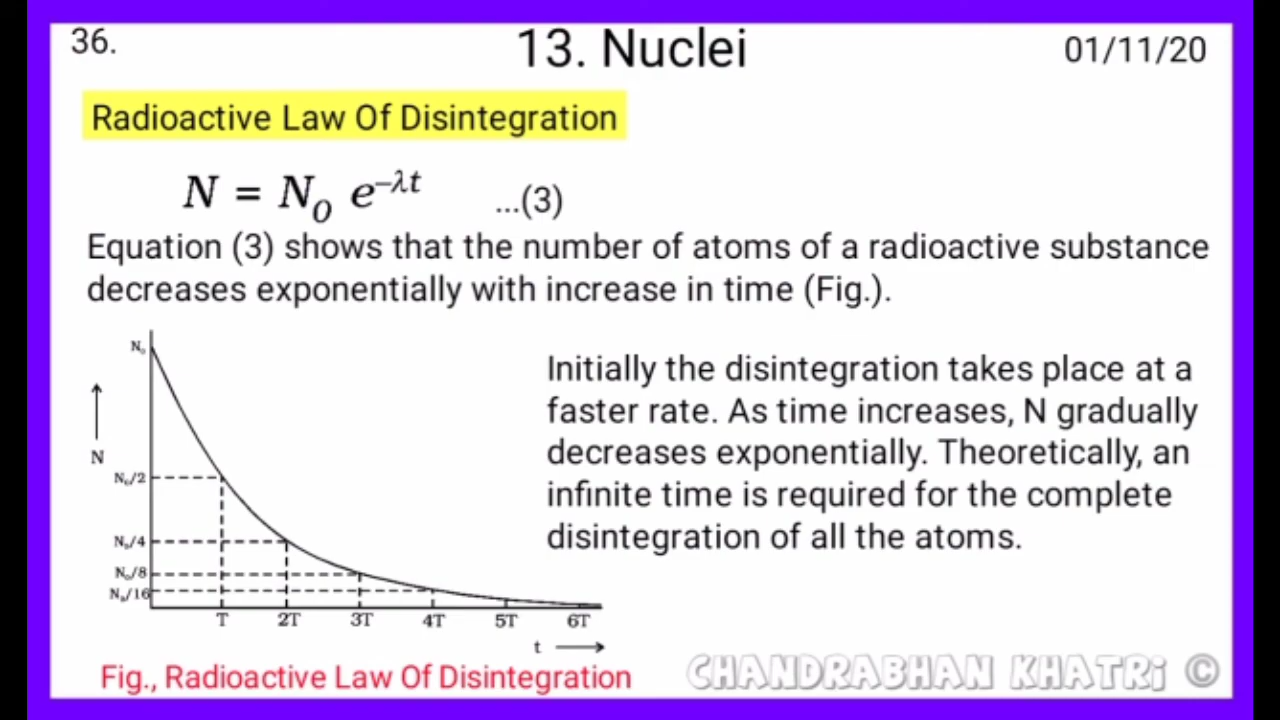 36.
13. Nuclei
01/11/20
Radioactive Law Of Disintegration
N = N₀ e^−λt ...(3)
Equation (3) shows that the number of atoms of a radioactive substance
decreases exponentially with increase in time (Fig.).
N₀
N
N₀/2
N₀/4
N₀/8
N₀/16
T 2T 3T 4T 5T 6T
t
Initially the disintegration takes place at a
faster rate. As time increases, N gradually
decreases exponentially. Theoretically, an
infinite time is required for the complete
disintegration of all the atoms.
Fig., Radioactive Law Of Disintegration
CHANDRABHAN KHATRi ©